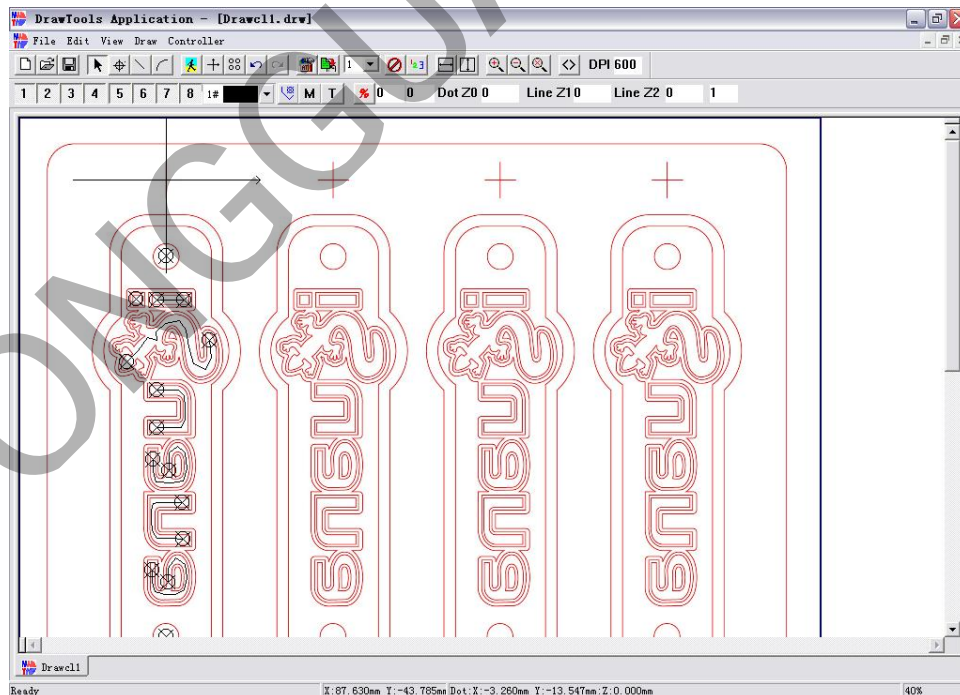 DrawTools Application - [Drawcl1.drw]
File Edit View Draw Controller
1 DPI 600
1 2 3 4 5 6 7 8 1# M T % 0 0 Dot Z0 0 Line Z1 0 Line Z2 0 1
Drawcl1
Ready X:87.630mm Y:-43.785mm Dot:X:-3.260mm Y:-13.547mm:Z:0.000mm 40%